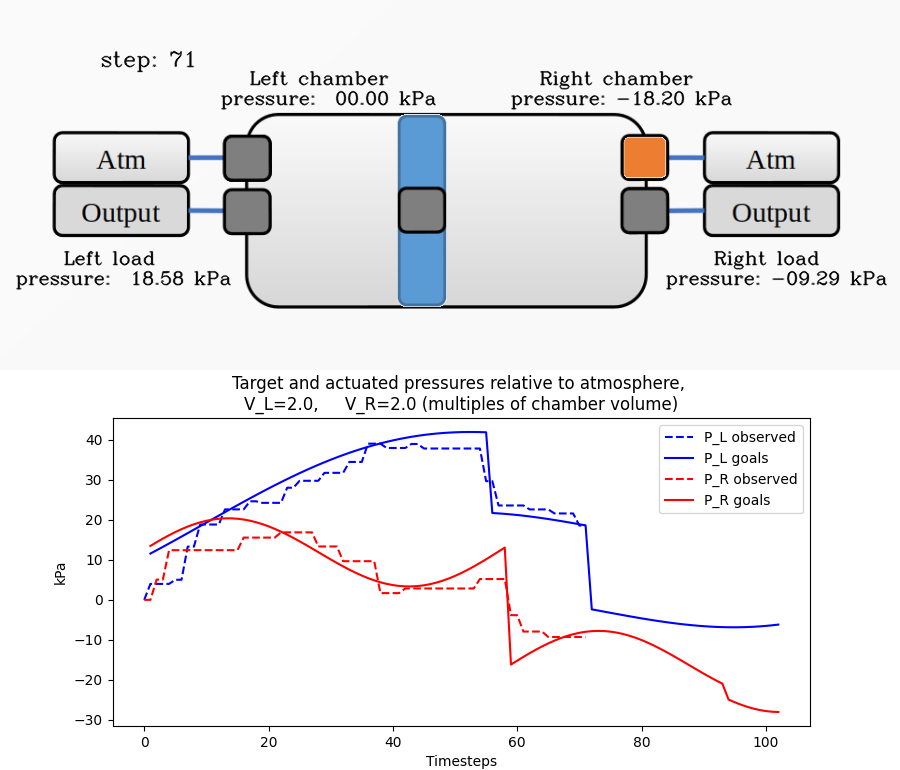 step: 71
Left chamber
pressure:  00.00 kPa
Right chamber
pressure: −18.20 kPa
Atm
Output
Atm
Output
Left load
pressure:  18.58 kPa
Right load
pressure: −09.29 kPa
Target and actuated pressures relative to atmosphere,
V_L=2.0,     V_R=2.0 (multiples of chamber volume)
P_L observed
P_L goals
P_R observed
P_R goals
kPa
40
30
20
10
0
−10
−20
−30
0 20 40 60 80 100
Timesteps